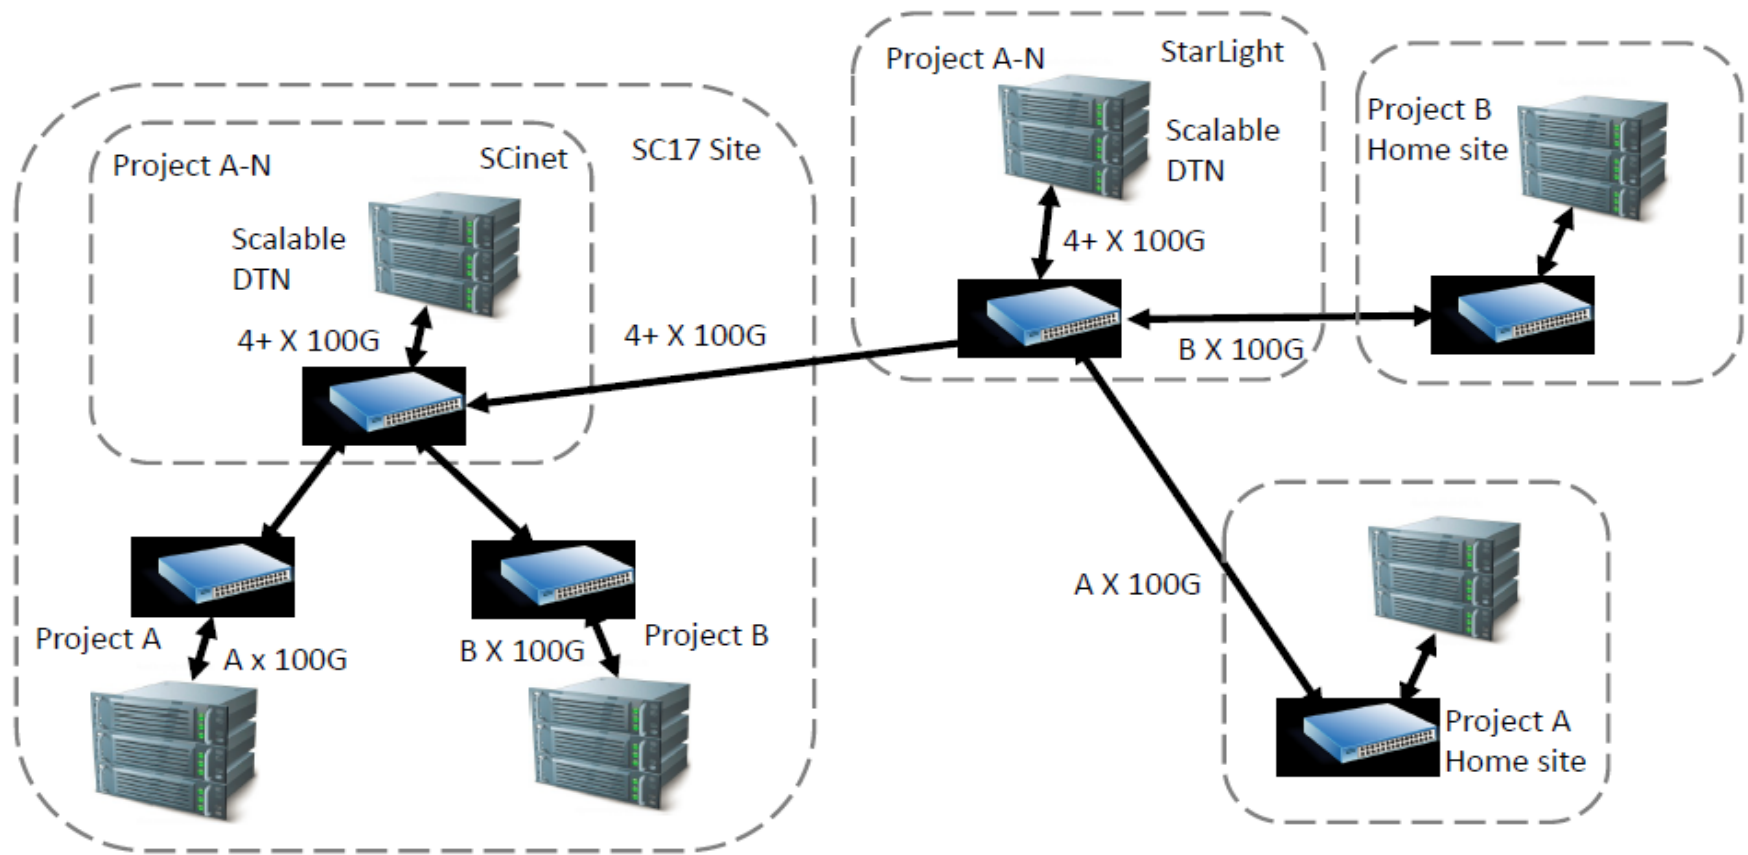 Project A-N
SCinet
SC17 Site
Scalable
DTN
4+ X 100G
4+ X 100G
Project A
A x 100G
B X 100G
Project B
Project A-N
StarLight
Scalable
DTN
4+ X 100G
B X 100G
Project B
Home site
A X 100G
Project A
Home site